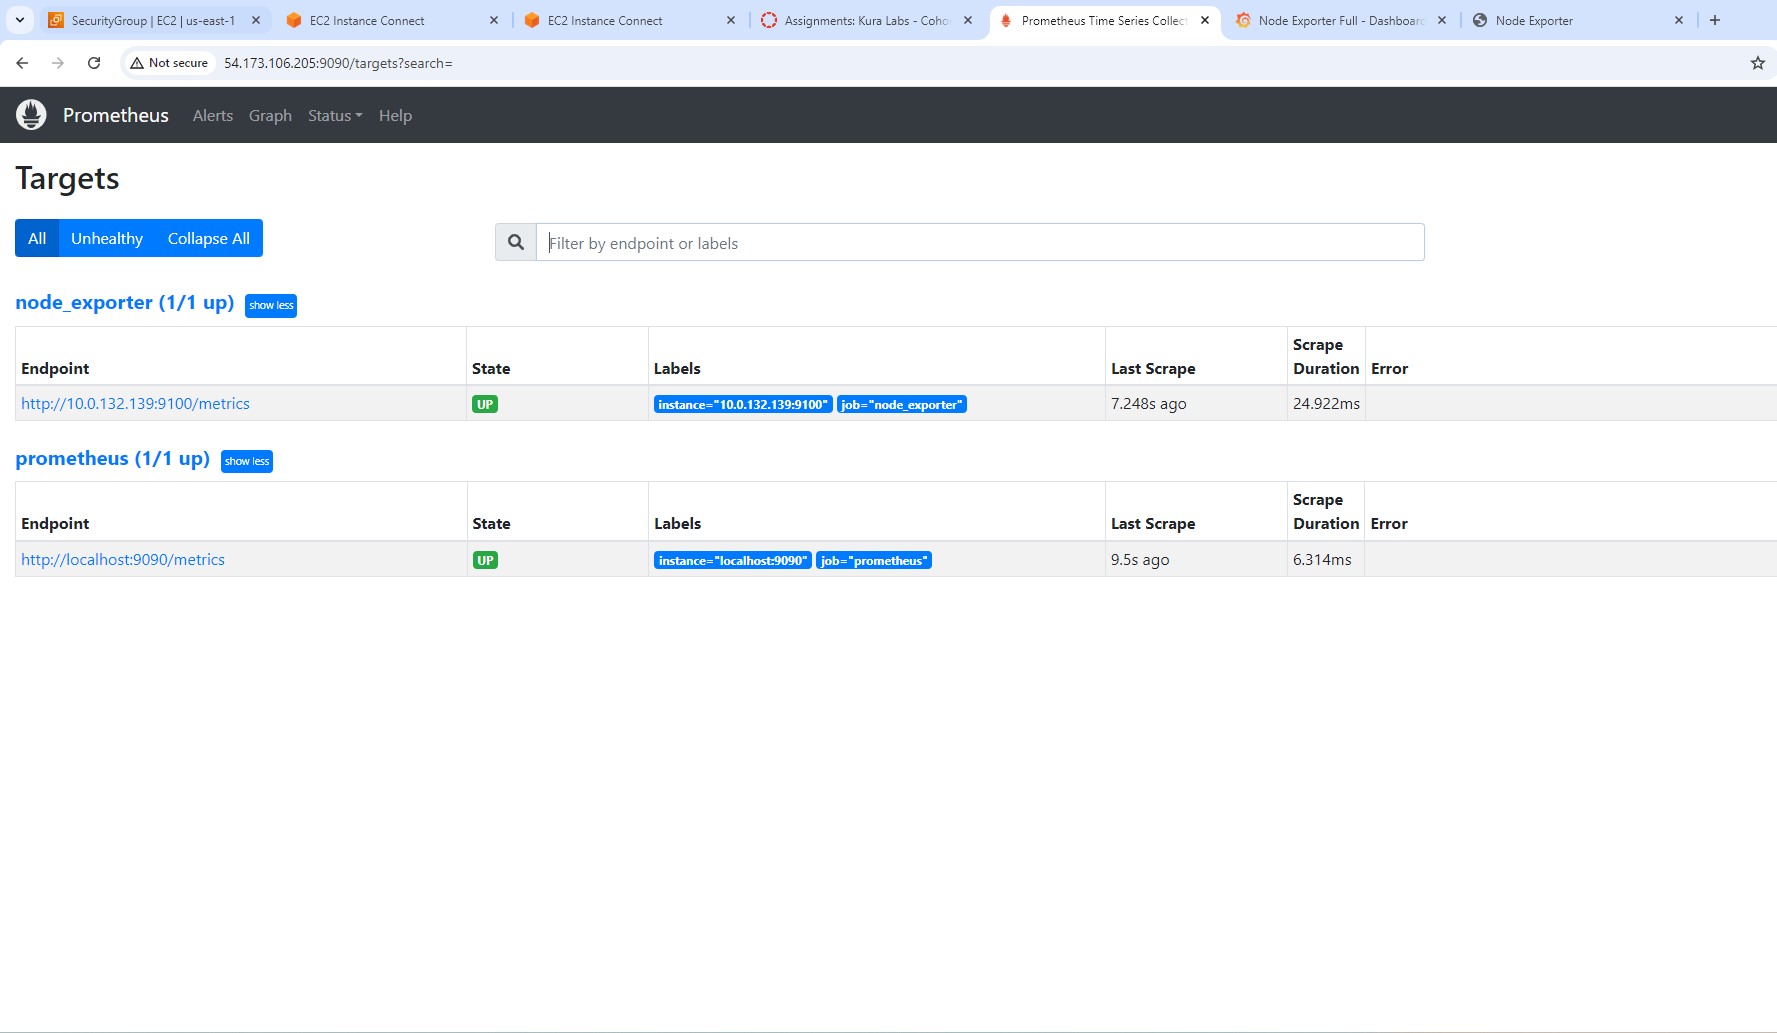 SecurityGroup | EC2 | us-east-1
EC2 Instance Connect
EC2 Instance Connect
Assignments: Kura Labs - Coho
Prometheus Time Series Collect
Node Exporter Full - Dashboard
Node Exporter
Not secure
54.173.106.205:9090/targets?search=
Prometheus
Alerts
Graph
Status
Help
Targets
All
Unhealthy
Collapse All
Filter by endpoint or labels
node_exporter (1/1 up)
show less
Endpoint
State
Labels
Last Scrape
Scrape
Duration
Error
http://10.0.132.139:9100/metrics
UP
instance="10.0.132.139:9100"
job="node_exporter"
7.248s ago
24.922ms
prometheus (1/1 up)
show less
Endpoint
State
Labels
Last Scrape
Scrape
Duration
Error
http://localhost:9090/metrics
UP
instance="localhost:9090"
job="prometheus"
9.5s ago
6.314ms